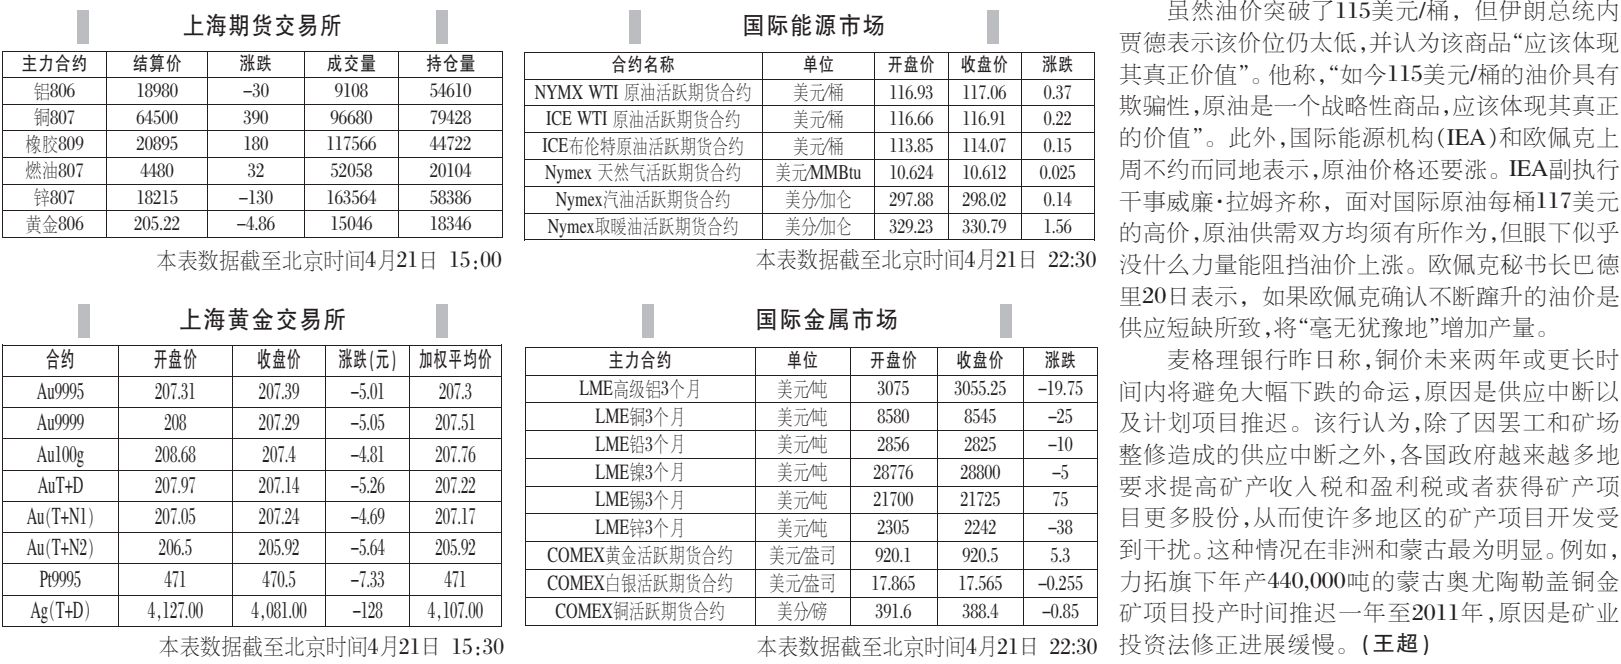 上海期货交易所
主力合约 结算价 涨跌 成交量 持仓量
铝806 18980 -30 9108 54610
铜807 64500 390 96680 79428
橡胶809 20895 180 117566 44722
燃油807 4480 32 52058 20104
锌807 18215 -130 163564 58386
黄金806 205.22 -4.86 15046 18346
本表数据截至北京时间4月21日 15:00
国际能源市场
合约名称 单位 开盘价 收盘价 涨跌
NYMX WTI 原油活跃期货合约 美元/桶 116.93 117.06 0.37
ICE WTI 原油活跃期货合约 美元/桶 116.66 116.91 0.22
ICE布伦特原油活跃期货合约 美元/桶 113.85 114.07 0.15
Nymex 天然气活跃期货合约 美元/MMBtu 10.624 10.612 0.025
Nymex汽油活跃期货合约 美分/加仑 297.88 298.02 0.14
Nymex取暖油活跃期货合约 美分/加仑 329.23 330.79 1.56
本表数据截至北京时间4月21日 22:30
上海黄金交易所
合约 开盘价 收盘价 涨跌(元) 加权平均价
Au9995 207.31 207.39 -5.01 207.3
Au9999 208 207.29 -5.05 207.51
Au100g 208.68 207.4 -4.81 207.76
AuT+D 207.97 207.14 -5.26 207.22
Au(T+N1) 207.05 207.24 -4.69 207.17
Au(T+N2) 206.5 205.92 -5.64 205.92
Pt9995 471 470.5 -7.33 471
Ag(T+D) 4,127.00 4,081.00 -128 4,107.00
本表数据截至北京时间4月21日 15:30
国际金属市场
主力合约 单位 开盘价 收盘价 涨跌
LME高级铝3个月 美元/吨 3075 3055.25 -19.75
LME铜3个月 美元/吨 8580 8545 -25
LME铅3个月 美元/吨 2856 2825 -10
LME镍3个月 美元/吨 28776 28800 -5
LME锡3个月 美元/吨 21700 21725 75
LME锌3个月 美元/吨 2305 2242 -38
COMEX黄金活跃期货合约 美元/盎司 920.1 920.5 5.3
COMEX白银活跃期货合约 美元/盎司 17.865 17.565 -0.255
COMEX铜活跃期货合约 美分/磅 391.6 388.4 -0.85
本表数据截至北京时间4月21日 22:30
虽然油价突破了115美元/桶，但伊朗总统内
贾德表示该价位仍太低，并认为该商品“应该体现
其真正价值”。他称，“如今115美元/桶的油价具有
欺骗性，原油是一个战略性商品，应该体现其真正
的价值”。此外，国际能源机构(IEA)和欧佩克上
周不约而同地表示，原油价格还要涨。IEA副执行
干事威廉·拉姆齐称，面对国际原油每桶117美元
的高价，原油供需双方均须有所作为，但眼下似乎
没什么力量能阻挡油价上涨。欧佩克秘书长巴德
里20日表示，如果欧佩克确认不断蹿升的油价是
供应短缺所致，将“毫无犹豫地”增加产量。
麦格理银行昨日称，铜价未来两年或更长时
间内将避免大幅下跌的命运，原因是供应中断以
及计划项目推迟。该行认为，除了因罢工和矿场
整修造成的供应中断之外，各国政府越来越多地
要求提高矿产收入税和盈利税或者获得矿产项
目更多股份，从而使许多地区的矿产项目开发受
到干扰。这种情况在非洲和蒙古最为明显。例如，
力拓旗下年产440,000吨的蒙古奥尤陶勒盖铜金
矿项目投产时间推迟一年至2011年，原因是矿业
投资法修正进展缓慢。(王超)